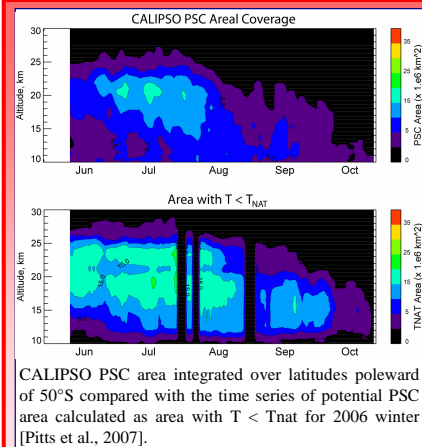 CALIPSO PSC Areal Coverage
30
25
20
15
10
Altitude, km
Jun Jul Aug Sep Oct
35
25
15
5
0
PSC Area (x 1.e6 km^2)
Area with T < TNAT
30
25
20
15
10
Altitude, km
Jun Jul Aug Sep Oct
35
25
15
5
0
TNAT Area (x 1.e6 km^2)
CALIPSO PSC area integrated over latitudes poleward
of 50°S compared with the time series of potential PSC
area calculated as area with T < Tnat for 2006 winter
[Pitts et al., 2007].